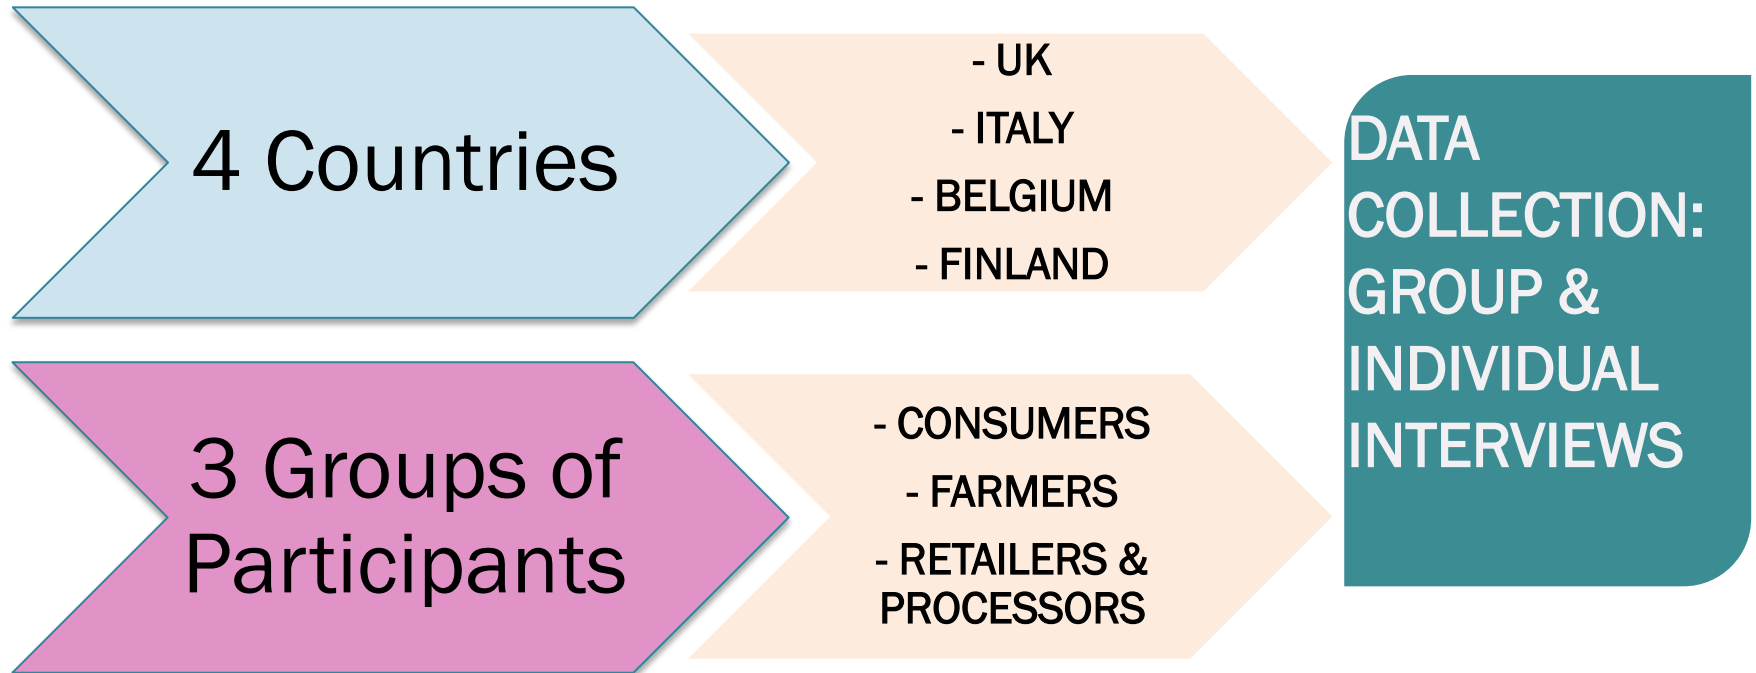 4 Countries
- UK
- ITALY
- BELGIUM
- FINLAND
3 Groups of
Participants
- CONSUMERS
- FARMERS
- RETAILERS &
PROCESSORS
DATA
COLLECTION:
GROUP &
INDIVIDUAL
INTERVIEWS